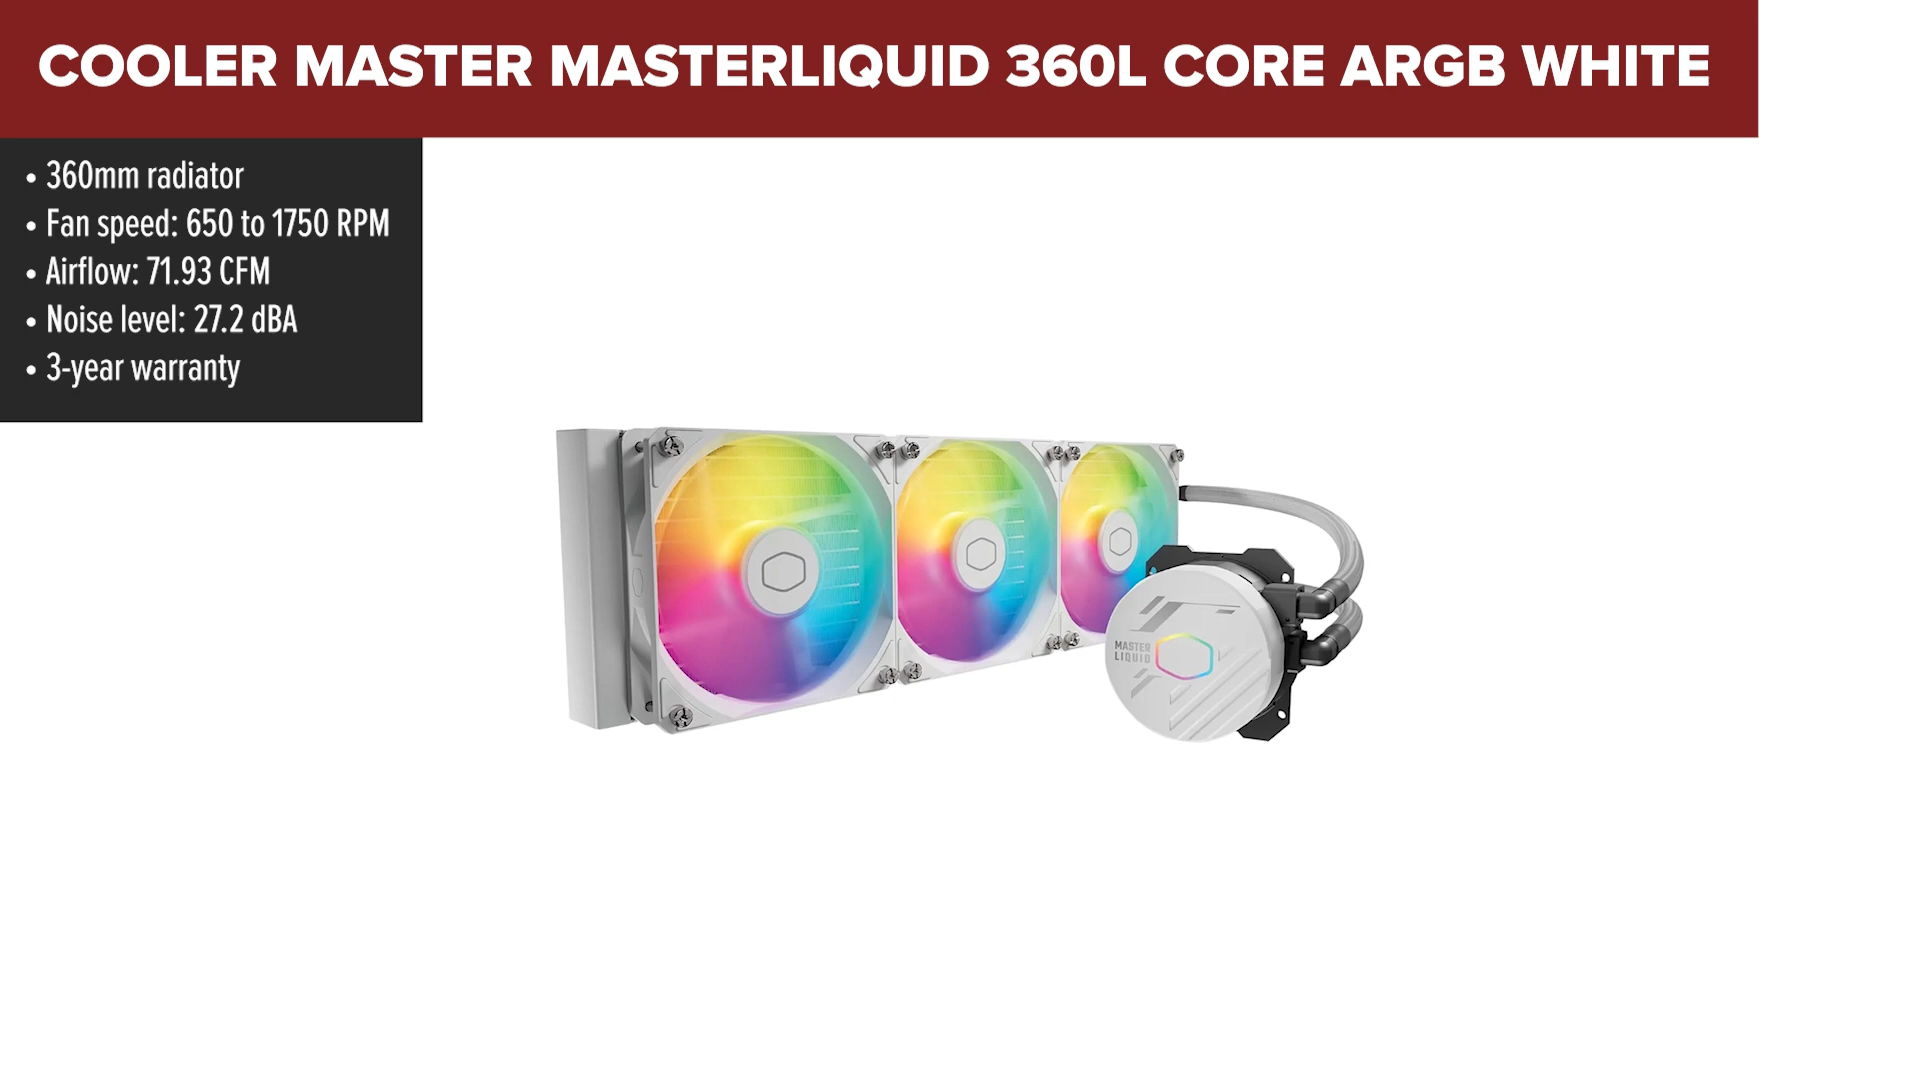 COOLER MASTER MASTERLIQUID 360L CORE ARGB WHITE
• 360mm radiator
• Fan speed: 650 to 1750 RPM
• Airflow: 71.93 CFM
• Noise level: 27.2 dBA
• 3-year warranty
MASTER
LIQUID